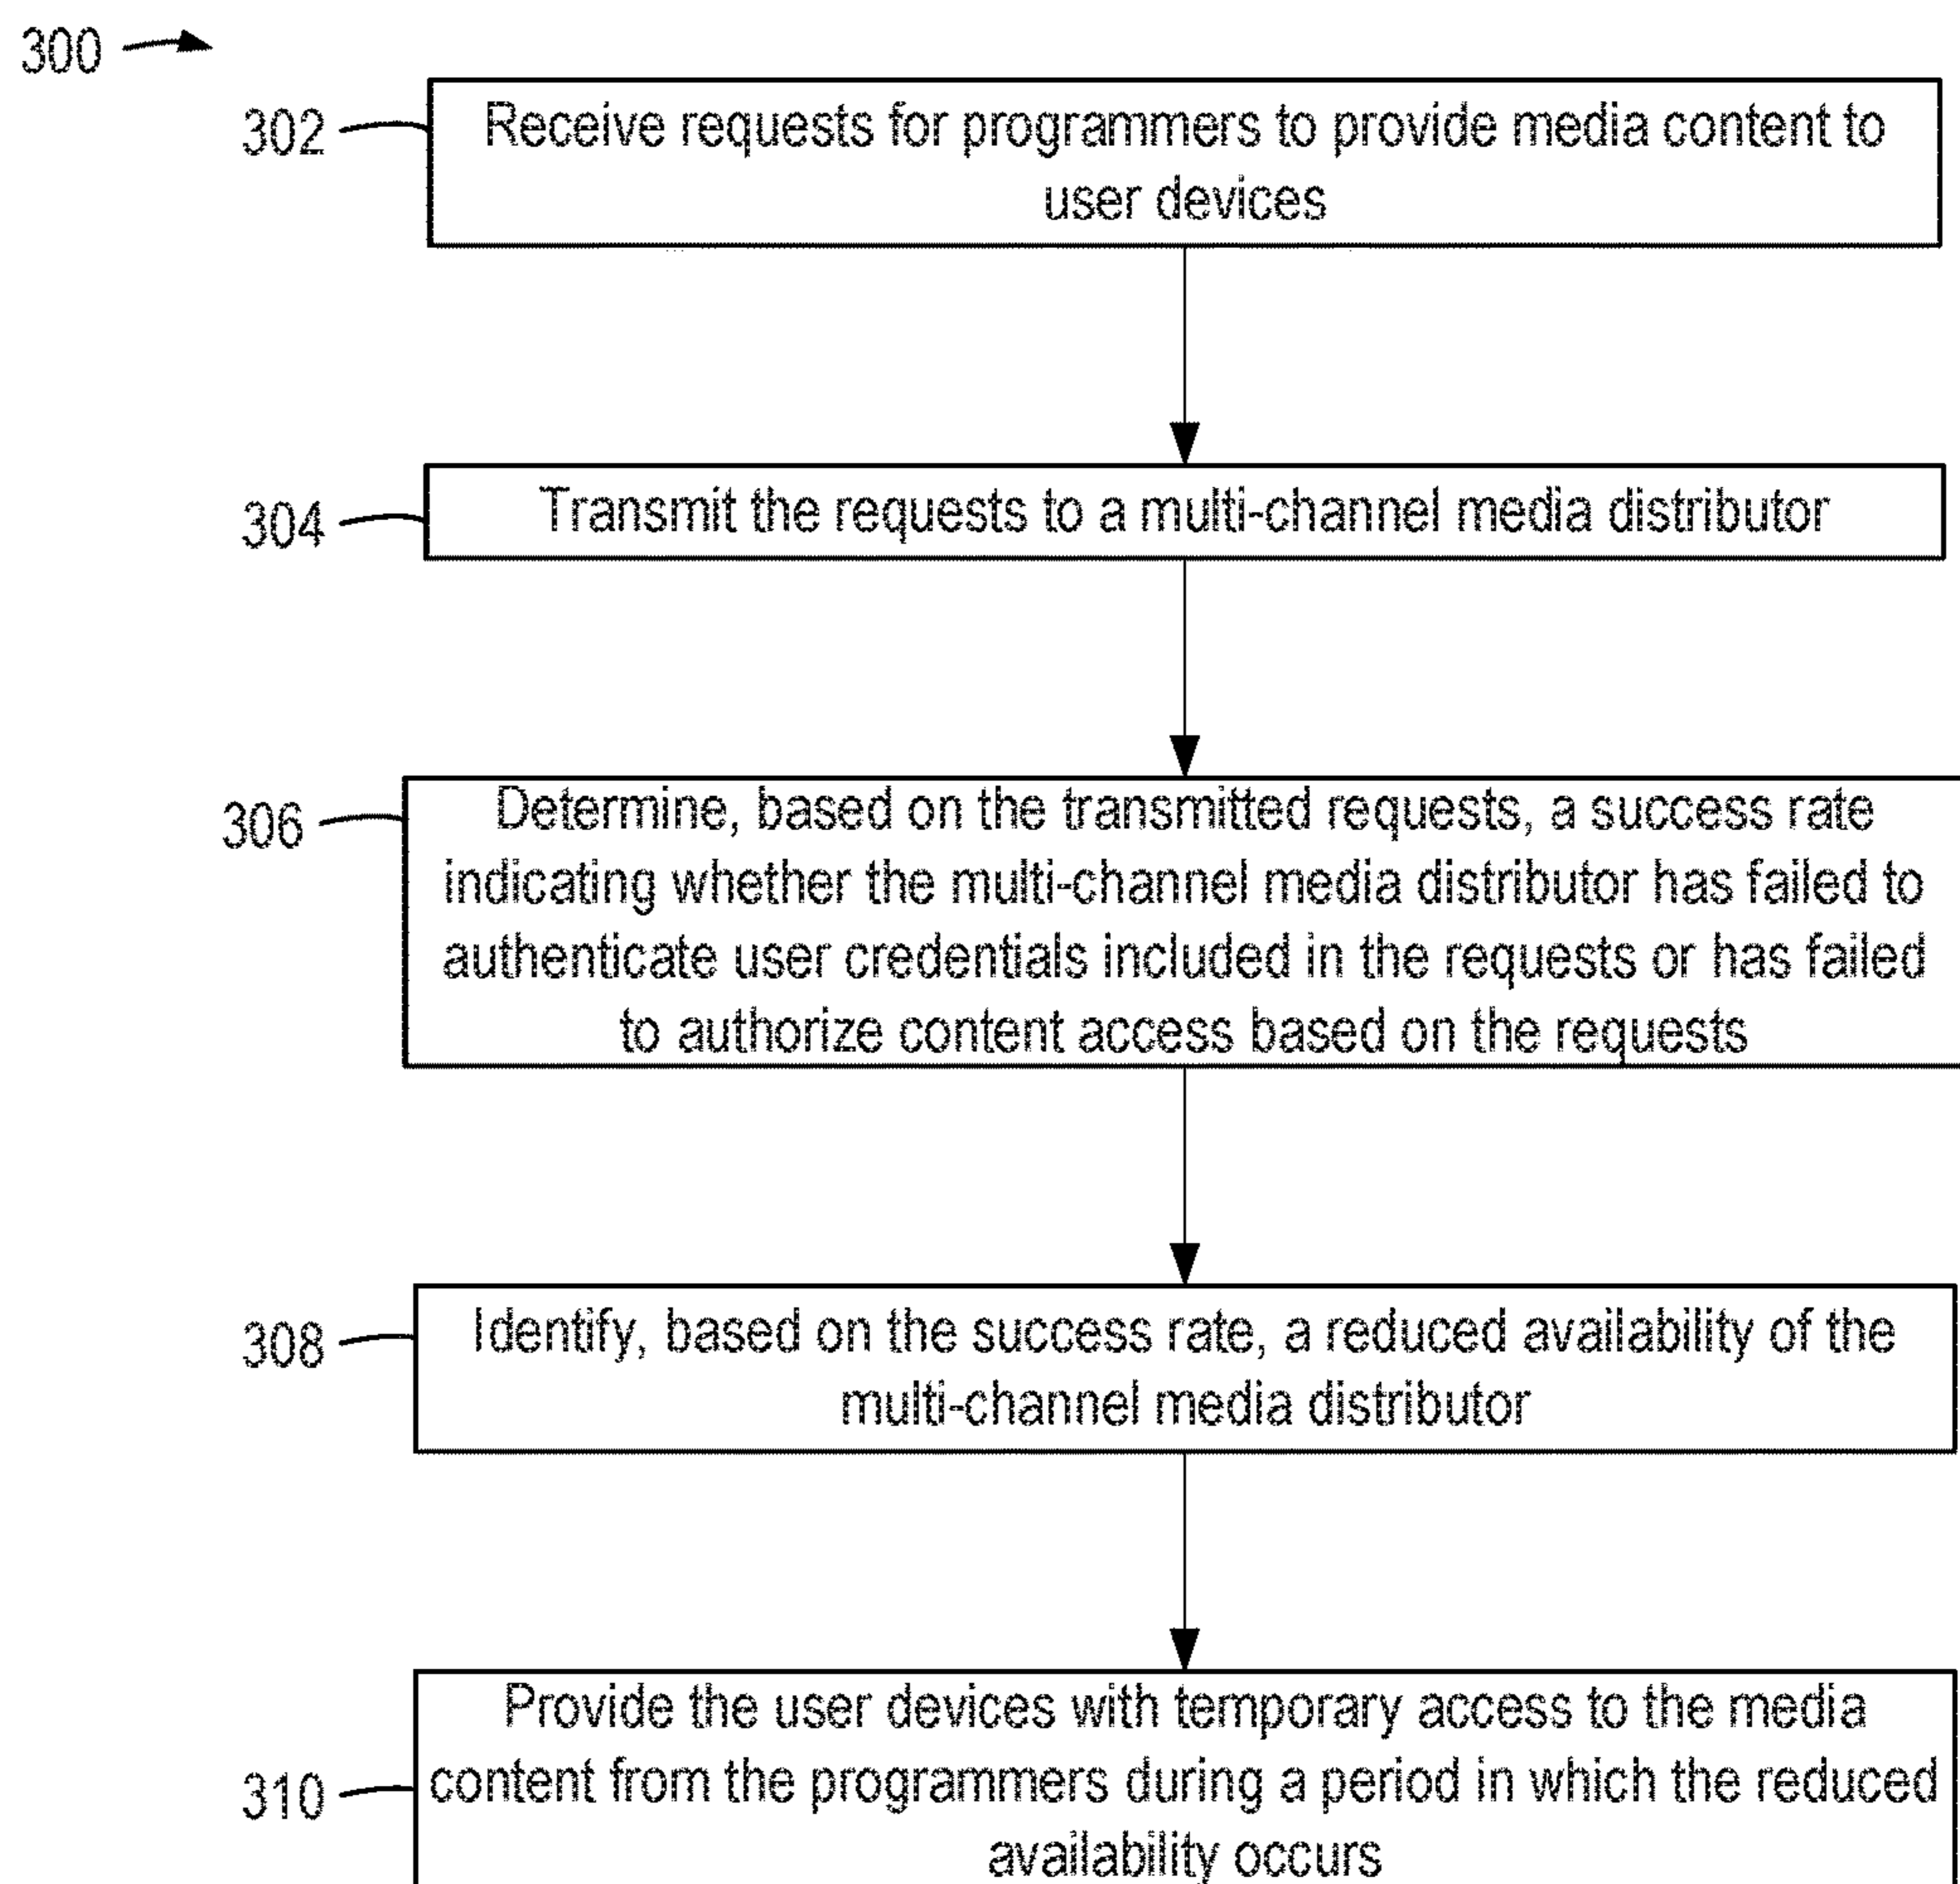 300
302
Receive requests for programmers to provide media content to
user devices
304
Transmit the requests to a multi-channel media distributor
306
Determine, based on the transmitted requests, a success rate
indicating whether the multi-channel media distributor has failed to
authenticate user credentials included in the requests or has failed
to authorize content access based on the requests
308
Identify, based on the success rate, a reduced availability of the
multi-channel media distributor
310
Provide the user devices with temporary access to the media
content from the programmers during a period in which the reduced
availability occurs